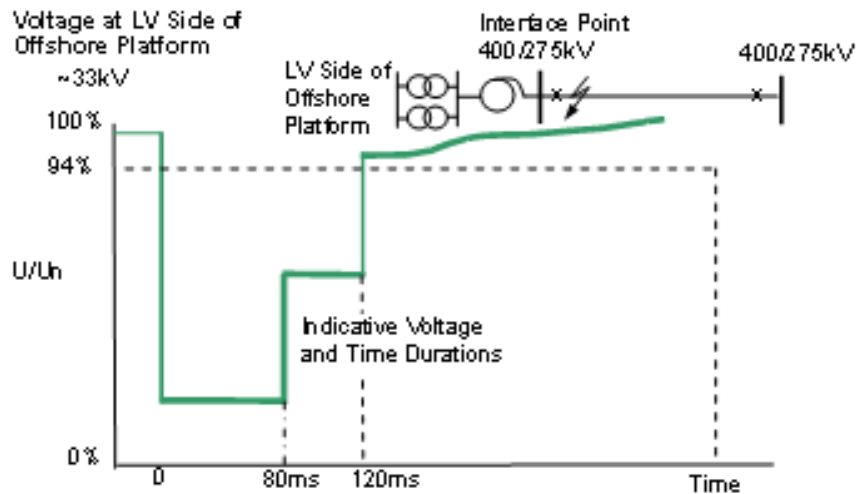 Voltage at LV Side of
Offshore Platform
~33kV
Interface Point
400/275kV
400/275kV
LV Side of
Offshore
Platform
100%
94%
U/Un
Indicative Voltage
and Time Durations
0%
0
80ms
120ms
Time